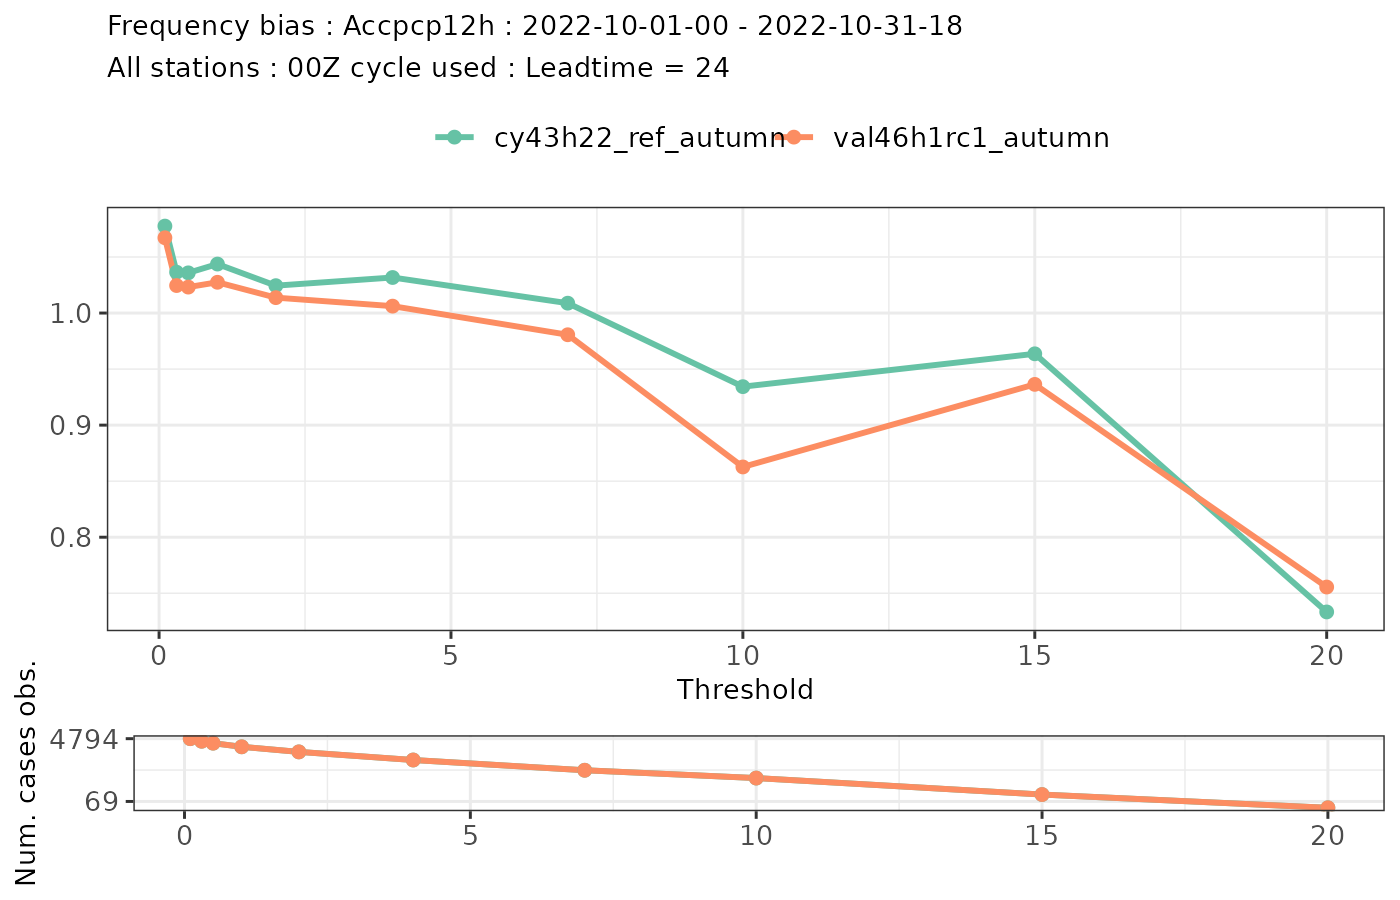 Frequency bias : Accpcp12h : 2022-10-01-00 - 2022-10-31-18
All stations : 00Z cycle used : Leadtime = 24
cy43h22_ref_autumn val46h1rc1_autumn
1.0
0.9
0.8
0 5 10 15 20
Threshold
Num. cases obs.
4794
69
0 5 10 15 20